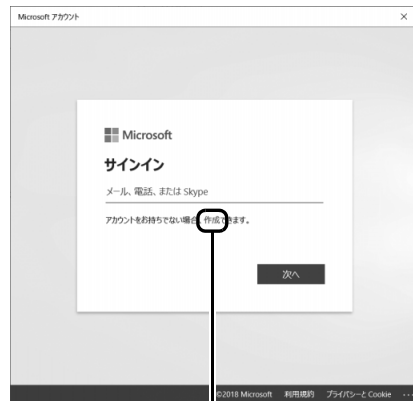 Microsoft アカウント
Microsoft
サインイン
メール、電話、または Skype
アカウントをお持ちでない場合、作成できます。
次へ
©2018 Microsoft 利用規約 プライバシーと Cookie ...